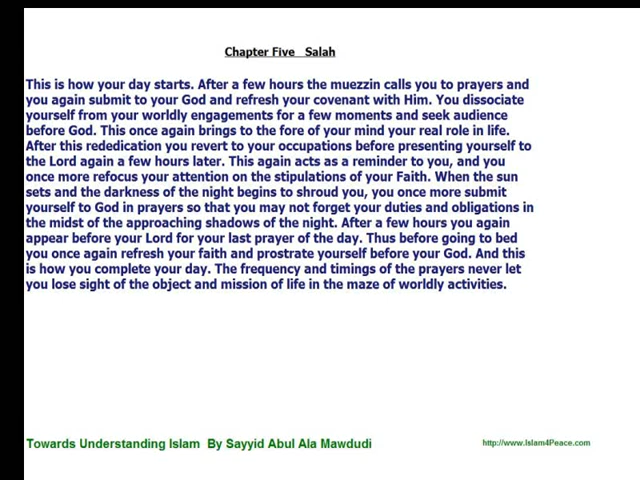 Chapter Five Salah
This is how your day starts. After a few hours the muezzin calls you to prayers and
you again submit to your God and refresh your covenant with Him. You dissociate
yourself from your worldly engagements for a few moments and seek audience
before God. This once again brings to the fore of your mind your real role in life.
After this rededication you revert to your occupations before presenting yourself to
the Lord again a few hours later. This again acts as a reminder to you, and you
once more refocus your attention on the stipulations of your Faith. When the sun
sets and the darkness of the night begins to shroud you, you once more submit
yourself to God in prayers so that you may not forget your duties and obligations in
the midst of the approaching shadows of the night. After a few hours you again
appear before your Lord for your last prayer of the day. Thus before going to bed
you once again refresh your faith and prostrate yourself before your God. And this
is how you complete your day. The frequency and timings of the prayers never let
you lose sight of the object and mission of life in the maze of worldly activities.
Towards Understanding Islam By Sayyid Abul Ala Mawdudi
http://www.Islam4Peace.com